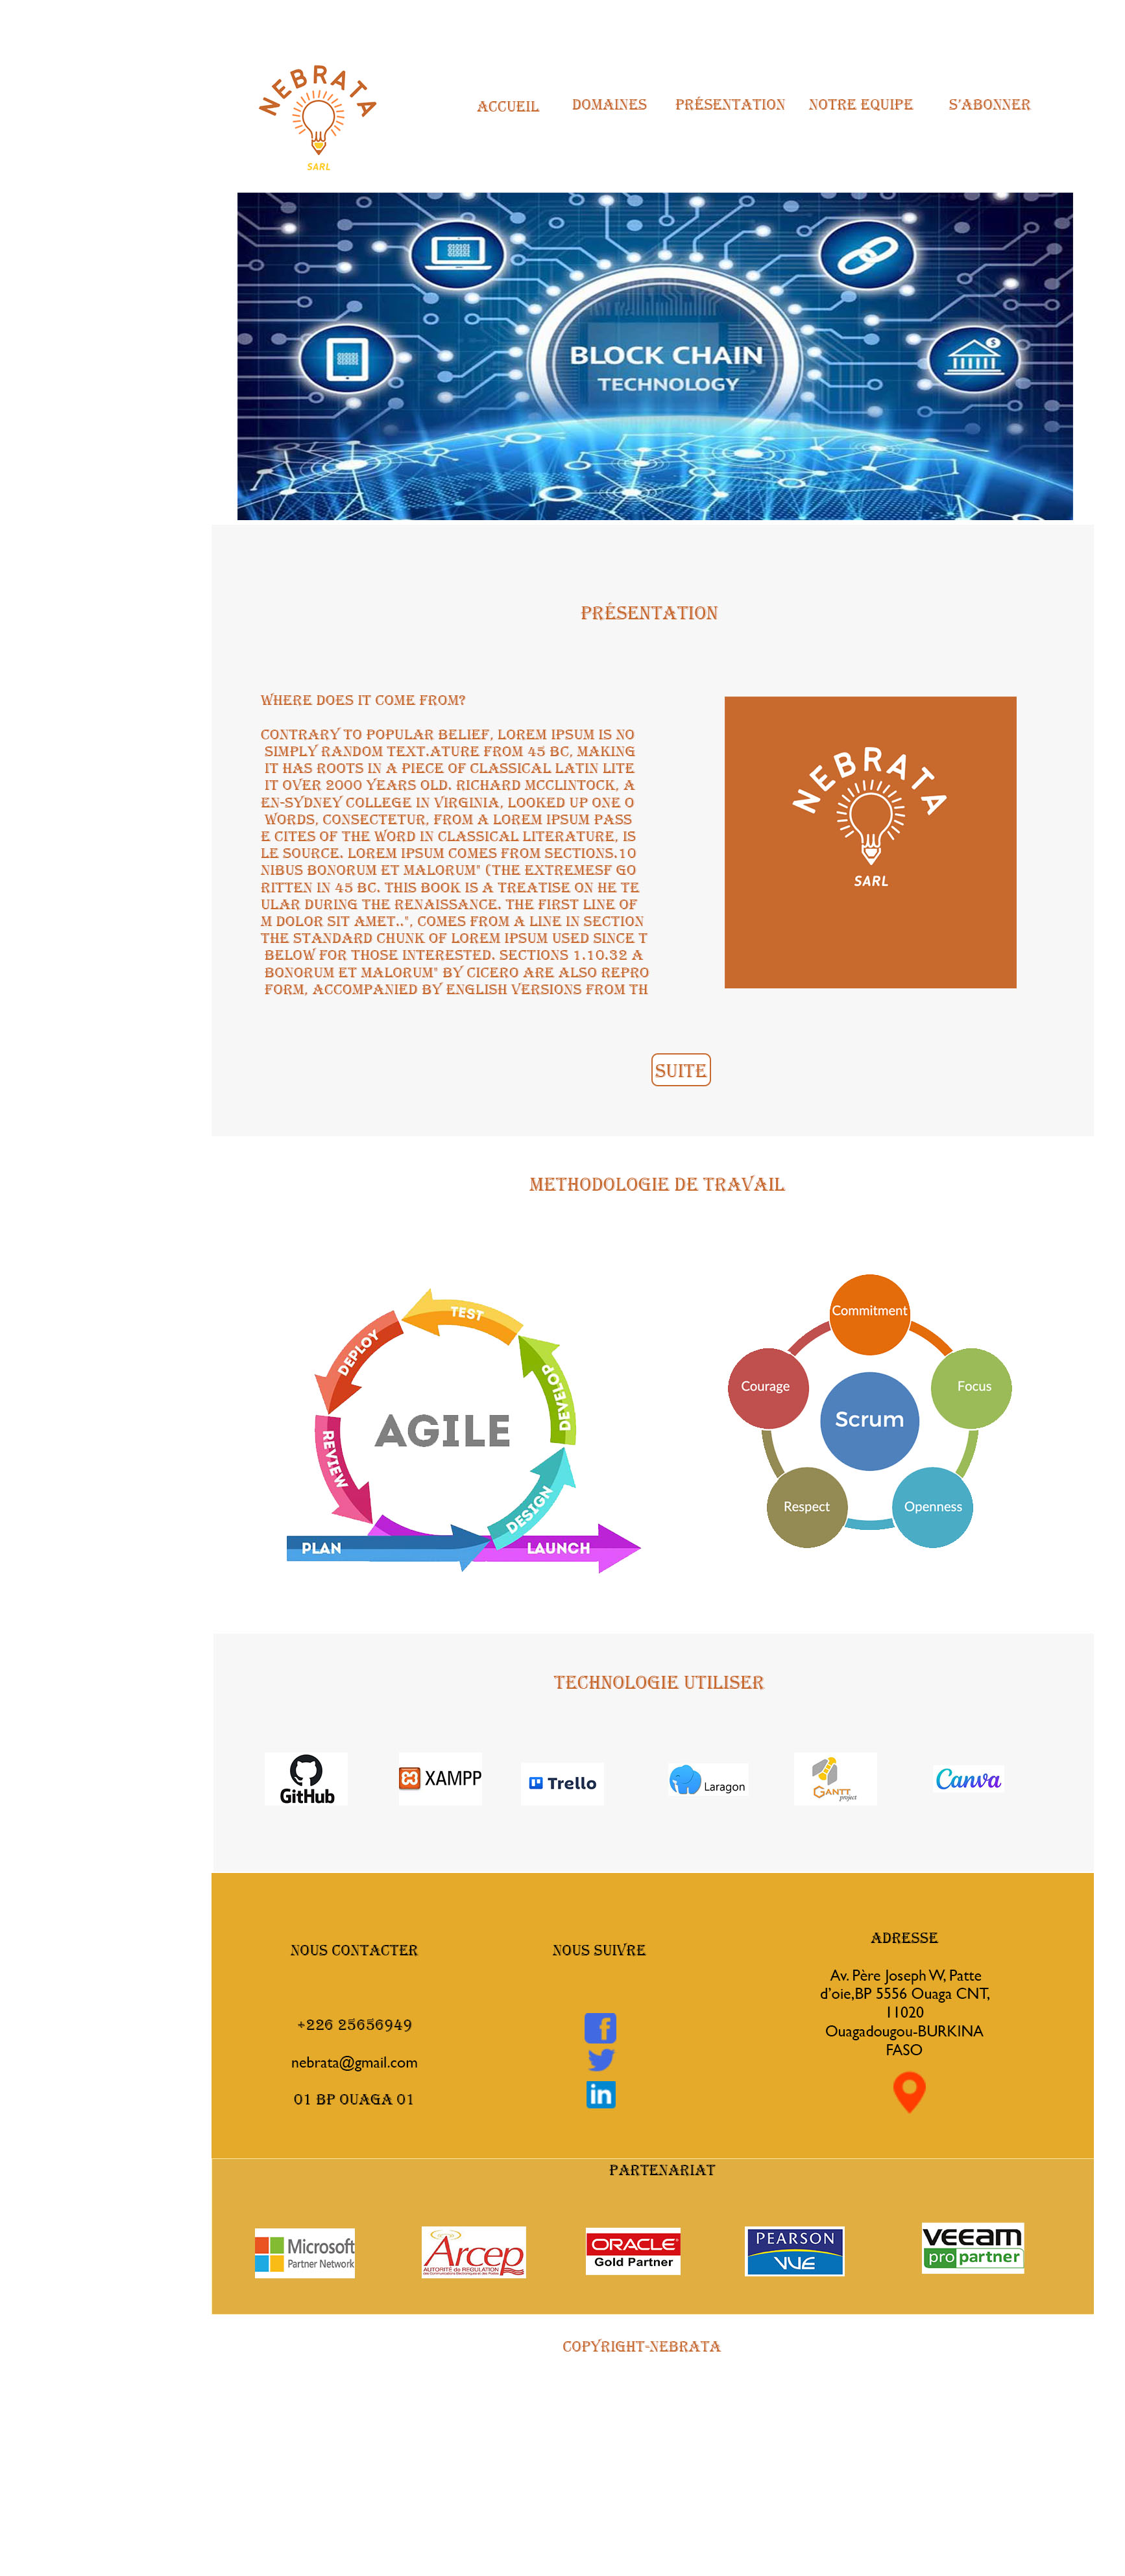 NEBRATA
SARL
ACCUEIL DOMAINES PRÉSENTATION NOTRE EQUIPE S'ABONNER
BLOCK CHAIN
TECHNOLOGY
PRÉSENTATION
WHERE DOES IT COME FROM?
CONTRARY TO POPULAR BELIEF, LOREM IPSUM IS NO
SIMPLY RANDOM TEXT.ATURE FROM 45 BC, MAKING
IT HAS ROOTS IN A PIECE OF CLASSICAL LATIN LITE
IT OVER 2000 YEARS OLD. RICHARD MCCLINTOCK, A
EN-SYDNEY COLLEGE IN VIRGINIA, LOOKED UP ONE O
WORDS, CONSECTETUR, FROM A LOREM IPSUM PASS
E CITES OF THE WORD IN CLASSICAL LITERATURE, IS
LE SOURCE. LOREM IPSUM COMES FROM SECTIONS.10
NIBUS BONORUM ET MALORUM" (THE EXTREMESF GO
RITTEN IN 45 BC. THIS BOOK IS A TREATISE ON HE TE
ULAR DURING THE RENAISSANCE. THE FIRST LINE OF
M DOLOR SIT AMET..", COMES FROM A LINE IN SECTION
THE STANDARD CHUNK OF LOREM IPSUM USED SINCE T
BELOW FOR THOSE INTERESTED. SECTIONS 1.10.32 A
BONORUM ET MALORUM" BY CICERO ARE ALSO REPRO
FORM, ACCOMPANIED BY ENGLISH VERSIONS FROM TH
NEBRATA
SARL
SUITE
METHODOLOGIE DE TRAVAIL
TEST
DEPLOY
DEVELOP
AGILE
REVIEW
DESIGN
PLAN
LAUNCH
Commitment
Courage
Focus
Scrum
Respect
Openness
TECHNOLOGIE UTILISER
GitHub
XAMPP
Trello
Laragon
GANTT
project
Canva
NOUS CONTACTER
+226 25656949
nebrata@gmail.com
01 BP OUAGA 01
NOUS SUIVRE
f
in
ADRESSE
Av. Père Joseph W, Patte
d'oie,BP 5556 Ouaga CNT,
11020
Ouagadougou-BURKINA
FASO
PARTENARIAT
Microsoft
Partner Network
Arcep
AUTORITÉ de REGULATION
ORACLE
Gold Partner
PEARSON
VUE
veeam
pro partner
COPYRIGHT-NEBRATA